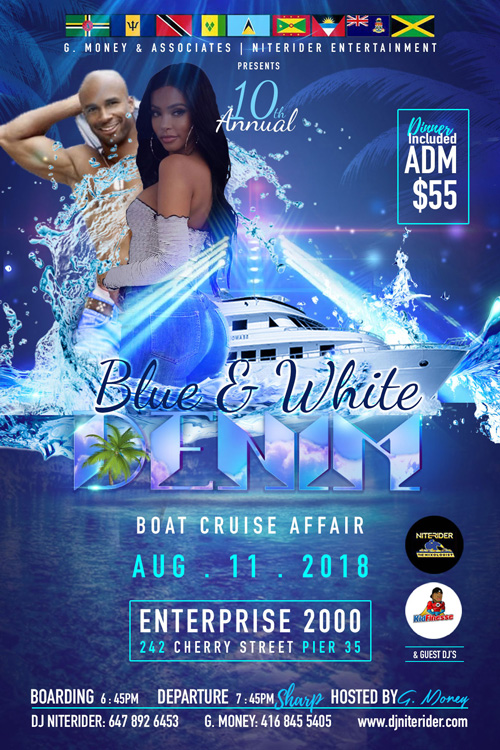 G. MONEY & ASSOCIATES | NITERIDER ENTERTAINMENT
PRESENTS
10th
Annual
Dinner
Included
ADM
$55
Blue & White
DENIM
BOAT CRUISE AFFAIR
AUG . 11 . 2018
ENTERPRISE 2000
242 CHERRY STREET PIER 35
NITERIDER
KidFinesse
& GUEST DJ'S
BOARDING 6:45PM DEPARTURE 7:45PM Sharp HOSTED BY G. Money
DJ NITERIDER: 647 892 6453 G. MONEY: 416 845 5405 www.djniterider.com